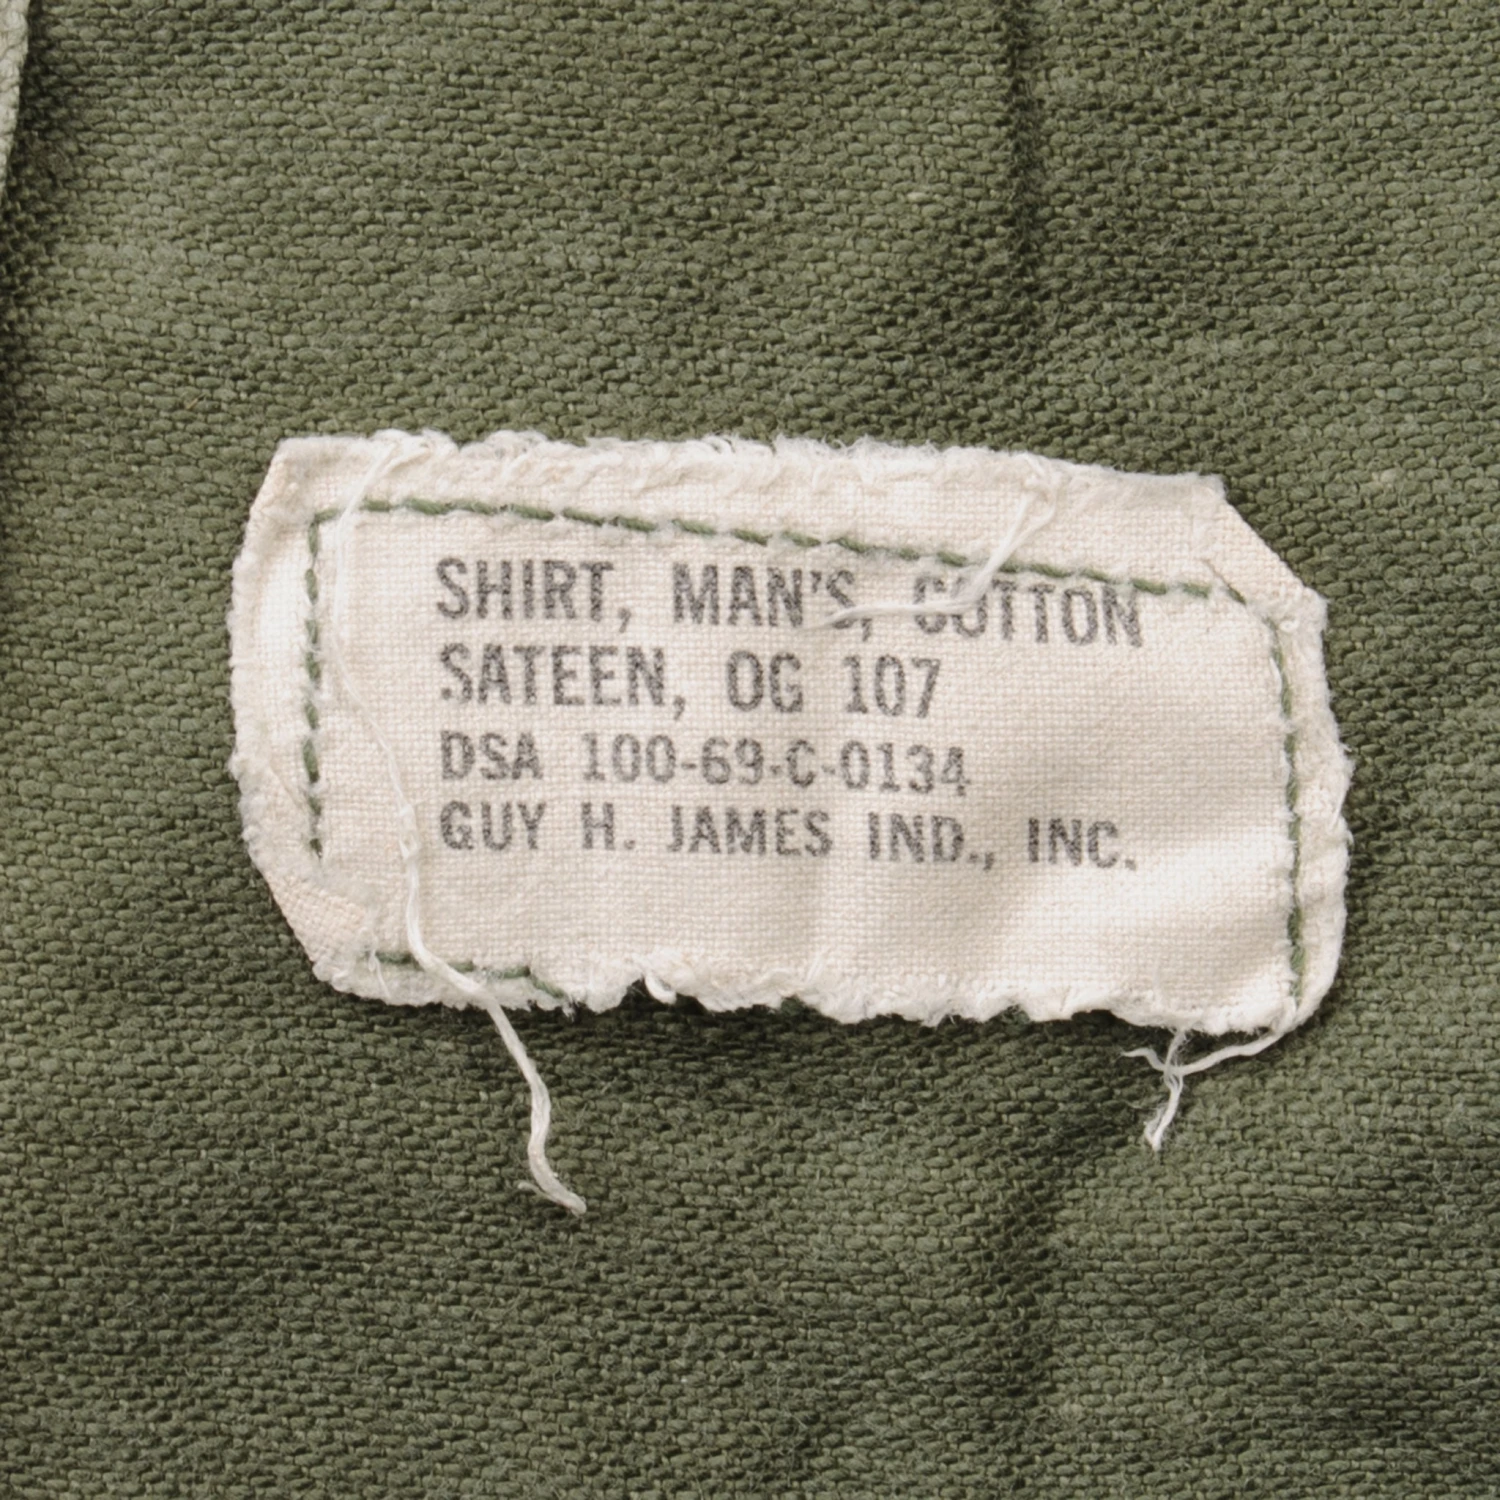 SHIRT, MAN'S, COTTON
SATEEN, OG 107
DSA 100-69-C-0134
GUY H. JAMES IND., INC.